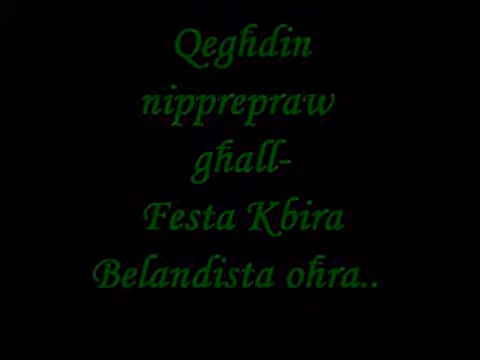 Qegħdin
nipprepraw
għall-
Festa Kbira
Belandista oħra..